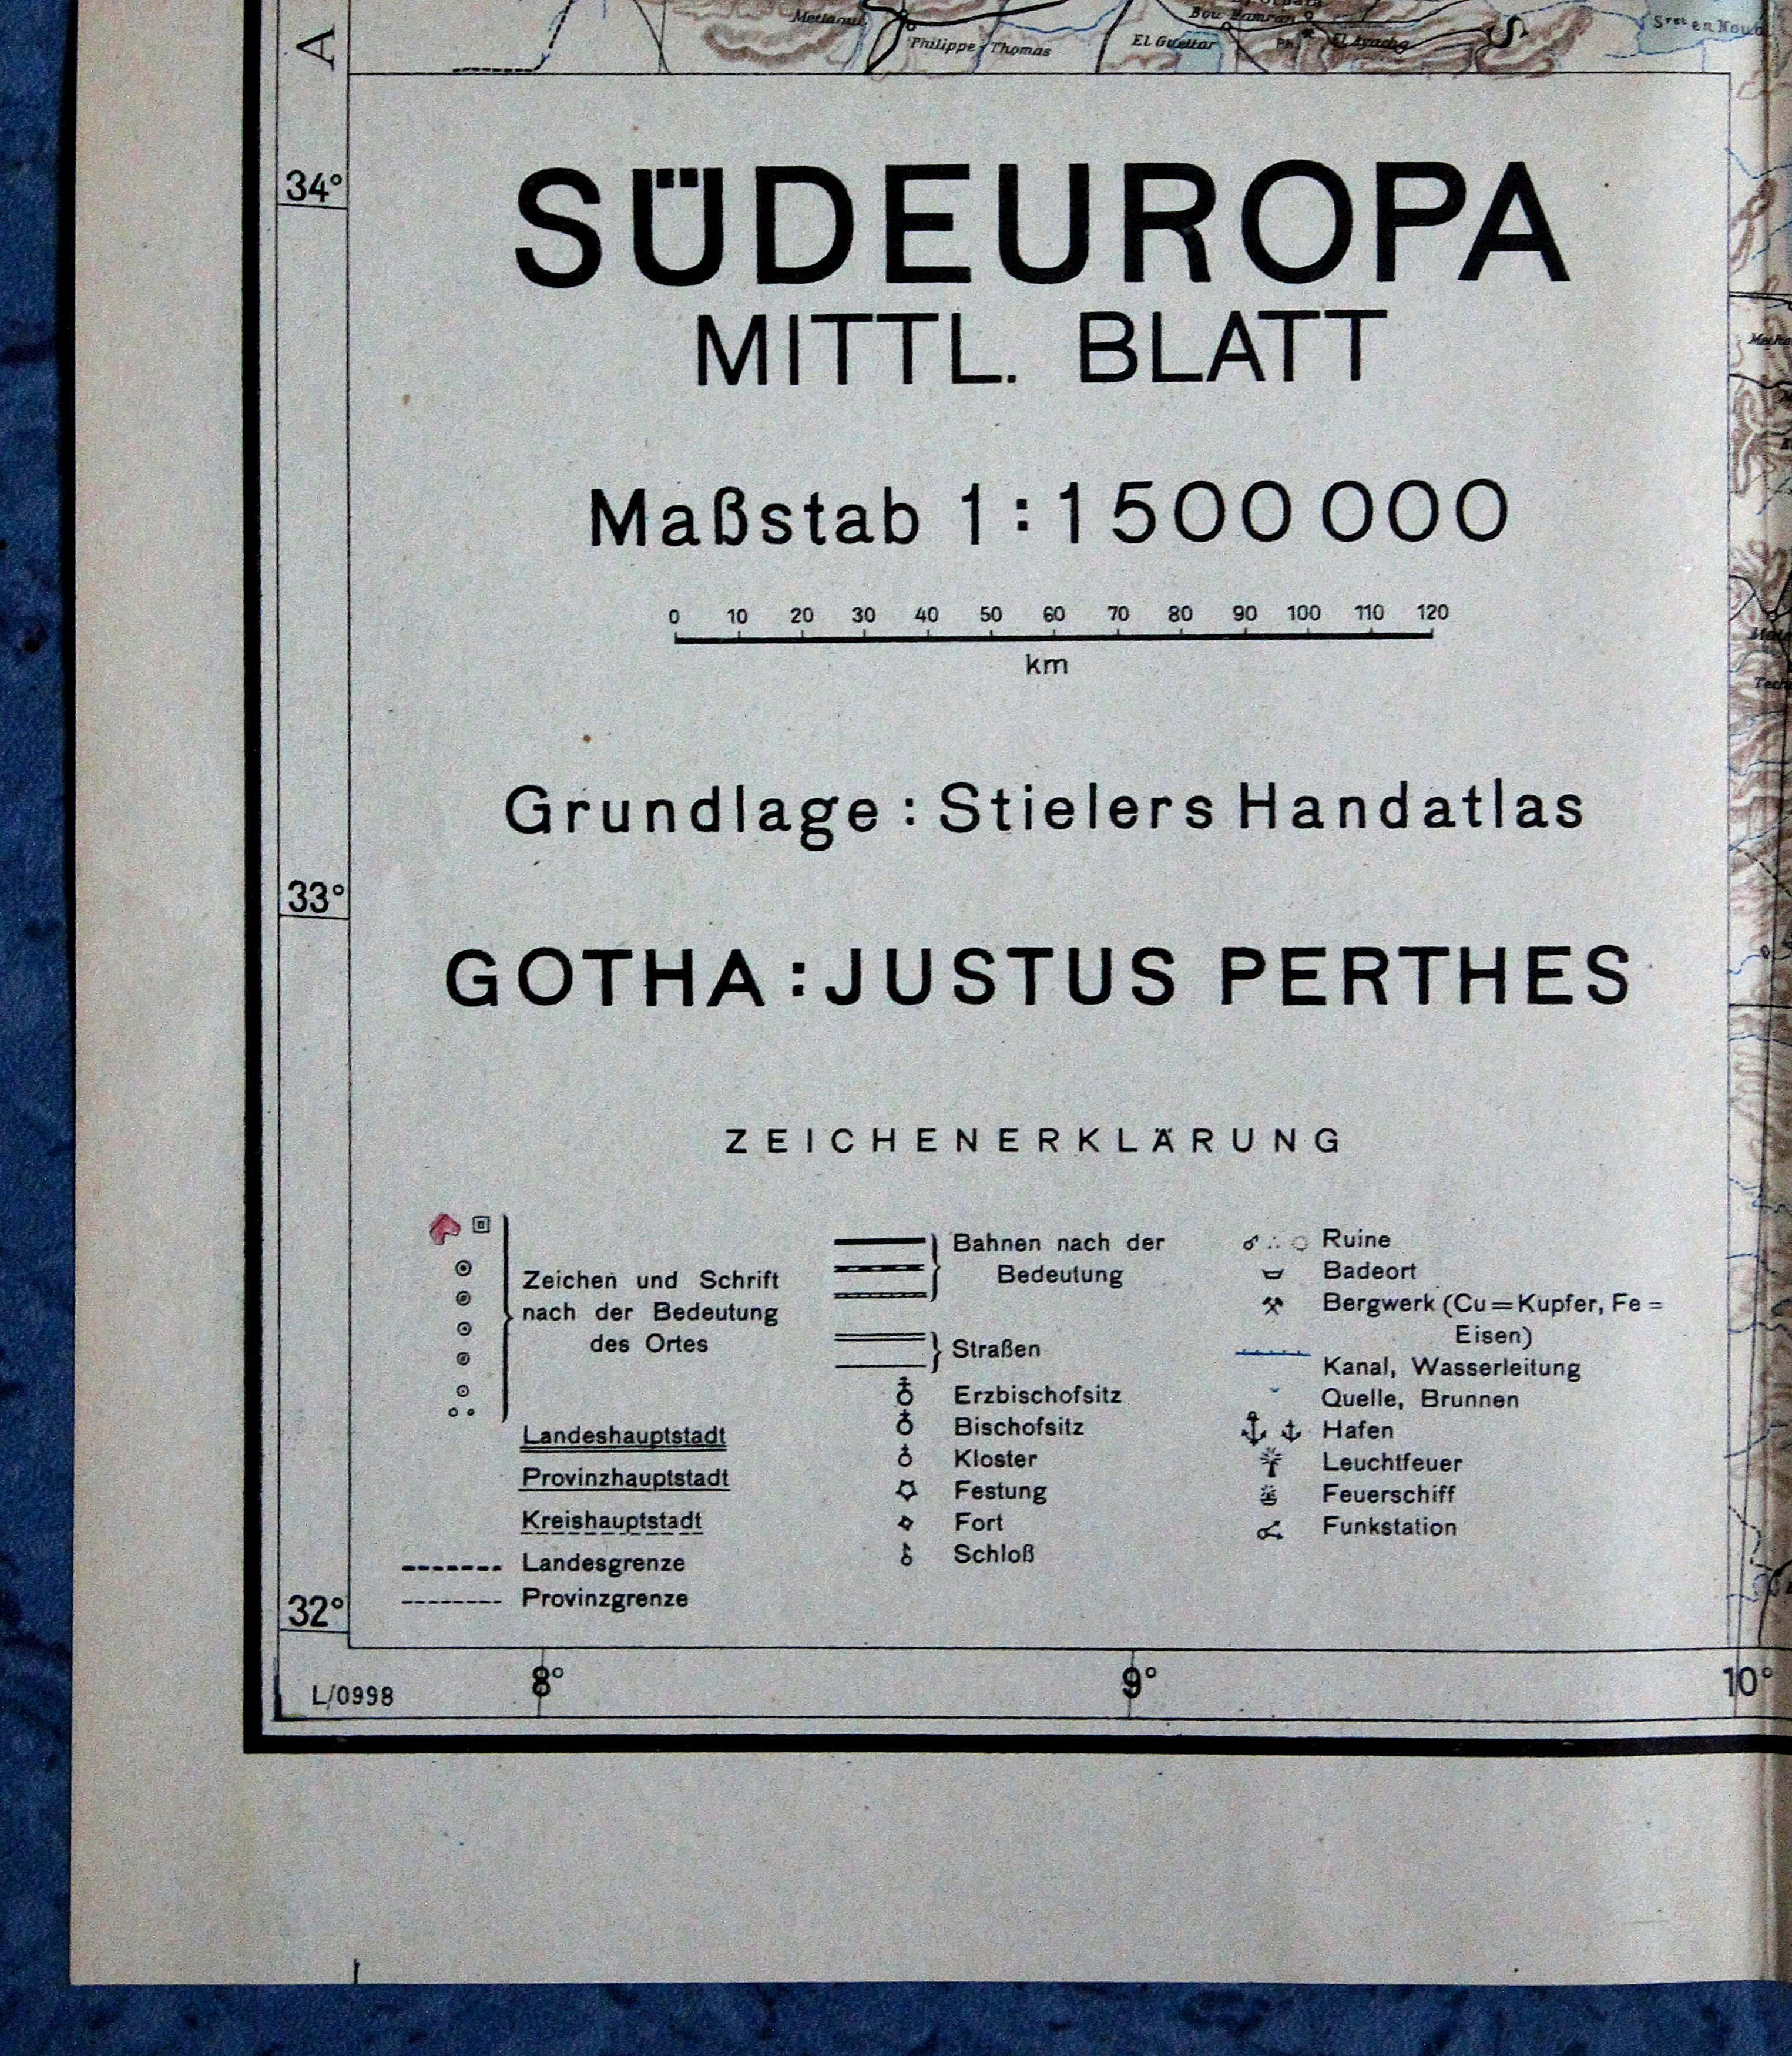 A
Metlaoui
Philippe Thomas
Bou Hamran
El Guettar
34°
SÜDEUROPA
MITTL. BLATT
Maßstab 1:1500000
0 10 20 30 40 50 60 70 80 90 100 110 120
km
Grundlage: Stielers Handatlas
33°
GOTHA: JUSTUS PERTHES
ZEICHENERKLÄRUNG
Zeichen und Schrift
nach der Bedeutung
des Ortes
Landeshauptstadt
Provinzhauptstadt
Kreishauptstadt
Landesgrenze
Provinzgrenze
Bahnen nach der
Bedeutung
Straßen
Erzbischofsitz
Bischofsitz
Kloster
Festung
Fort
Schloß
Ruine
Badeort
Bergwerk (Cu=Kupfer, Fe=
Eisen)
Kanal, Wasserleitung
Quelle, Brunnen
Hafen
Leuchtfeuer
Feuerschiff
Funkstation
32°
8° 9° 10°
L/0998